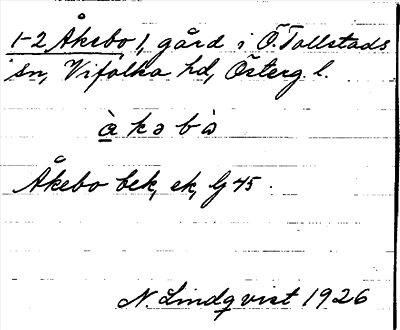 1-2 Åkebo 1, gård i Ö. Tollstads
sn, Vifolka hd, Österg. l.
à k ə b ò
Åkebo bek, ek, G 45.
N. Lindqvist 1926